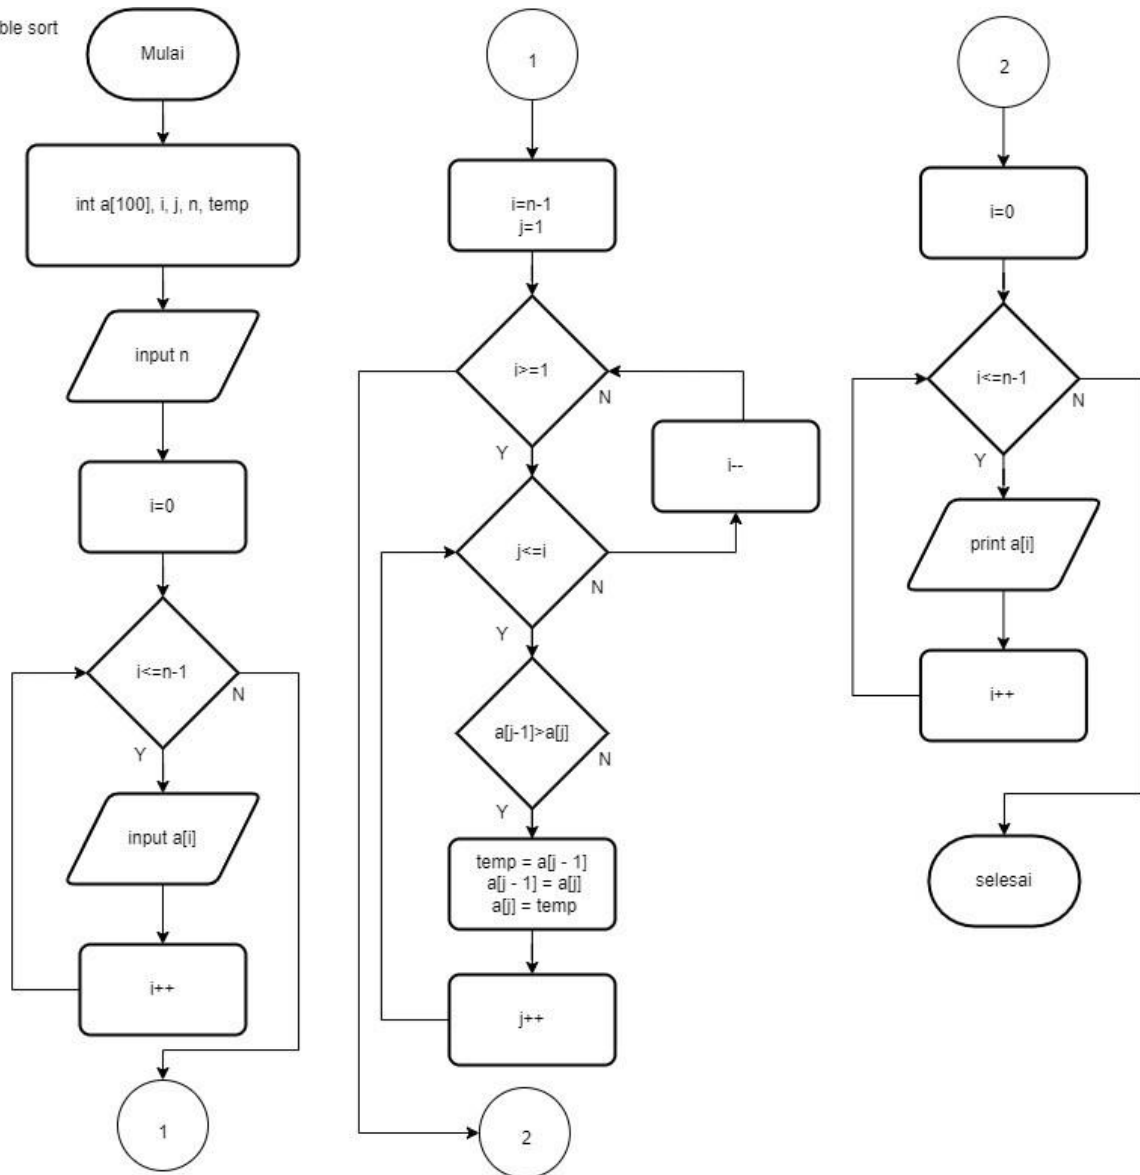 ble sort
Mulai
int a[100], i, j, n, temp
input n
i=0
i<=n-1
N
Y
input a[i]
i++
1
1
i=n-1
j=1
i>=1
N
Y
i--
j<=i
N
Y
a[j-1]>a[j]
N
Y
temp = a[j - 1]
a[j - 1] = a[j]
a[j] = temp
j++
2
2
i=0
i<=n-1
N
Y
print a[i]
i++
selesai